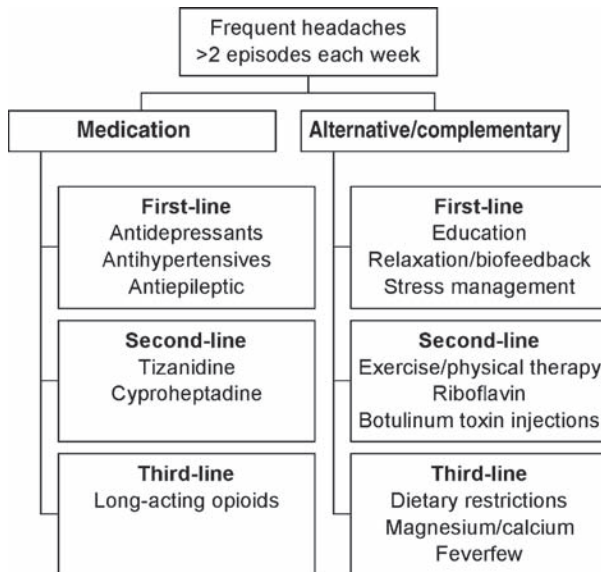 Frequent headaches
>2 episodes each week
Medication
Alternative/complementary
First-line
Antidepressants
Antihypertensives
Antiepileptic
First-line
Education
Relaxation/biofeedback
Stress management
Second-line
Tizanidine
Cyproheptadine
Second-line
Exercise/physical therapy
Riboflavin
Botulinum toxin injections
Third-line
Long-acting opioids
Third-line
Dietary restrictions
Magnesium/calcium
Feverfew